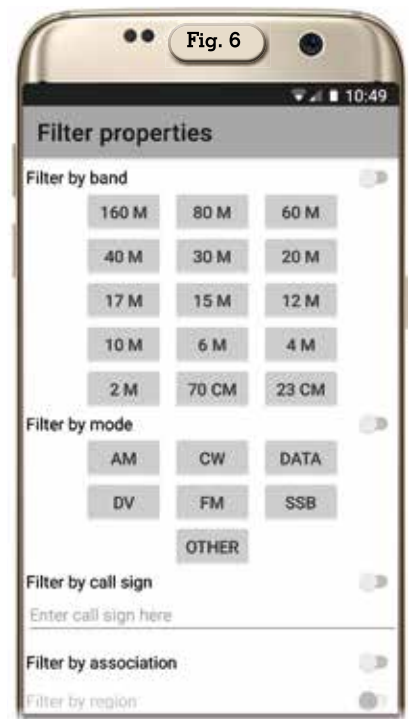 Fig. 6
10:49
Filter properties
Filter by band
160 M 80 M 60 M
40 M 30 M 20 M
17 M 15 M 12 M
10 M 6 M 4 M
2 M 70 CM 23 CM
Filter by mode
AM CW DATA
DV FM SSB
OTHER
Filter by call sign
Enter call sign here
Filter by association
Filter by region